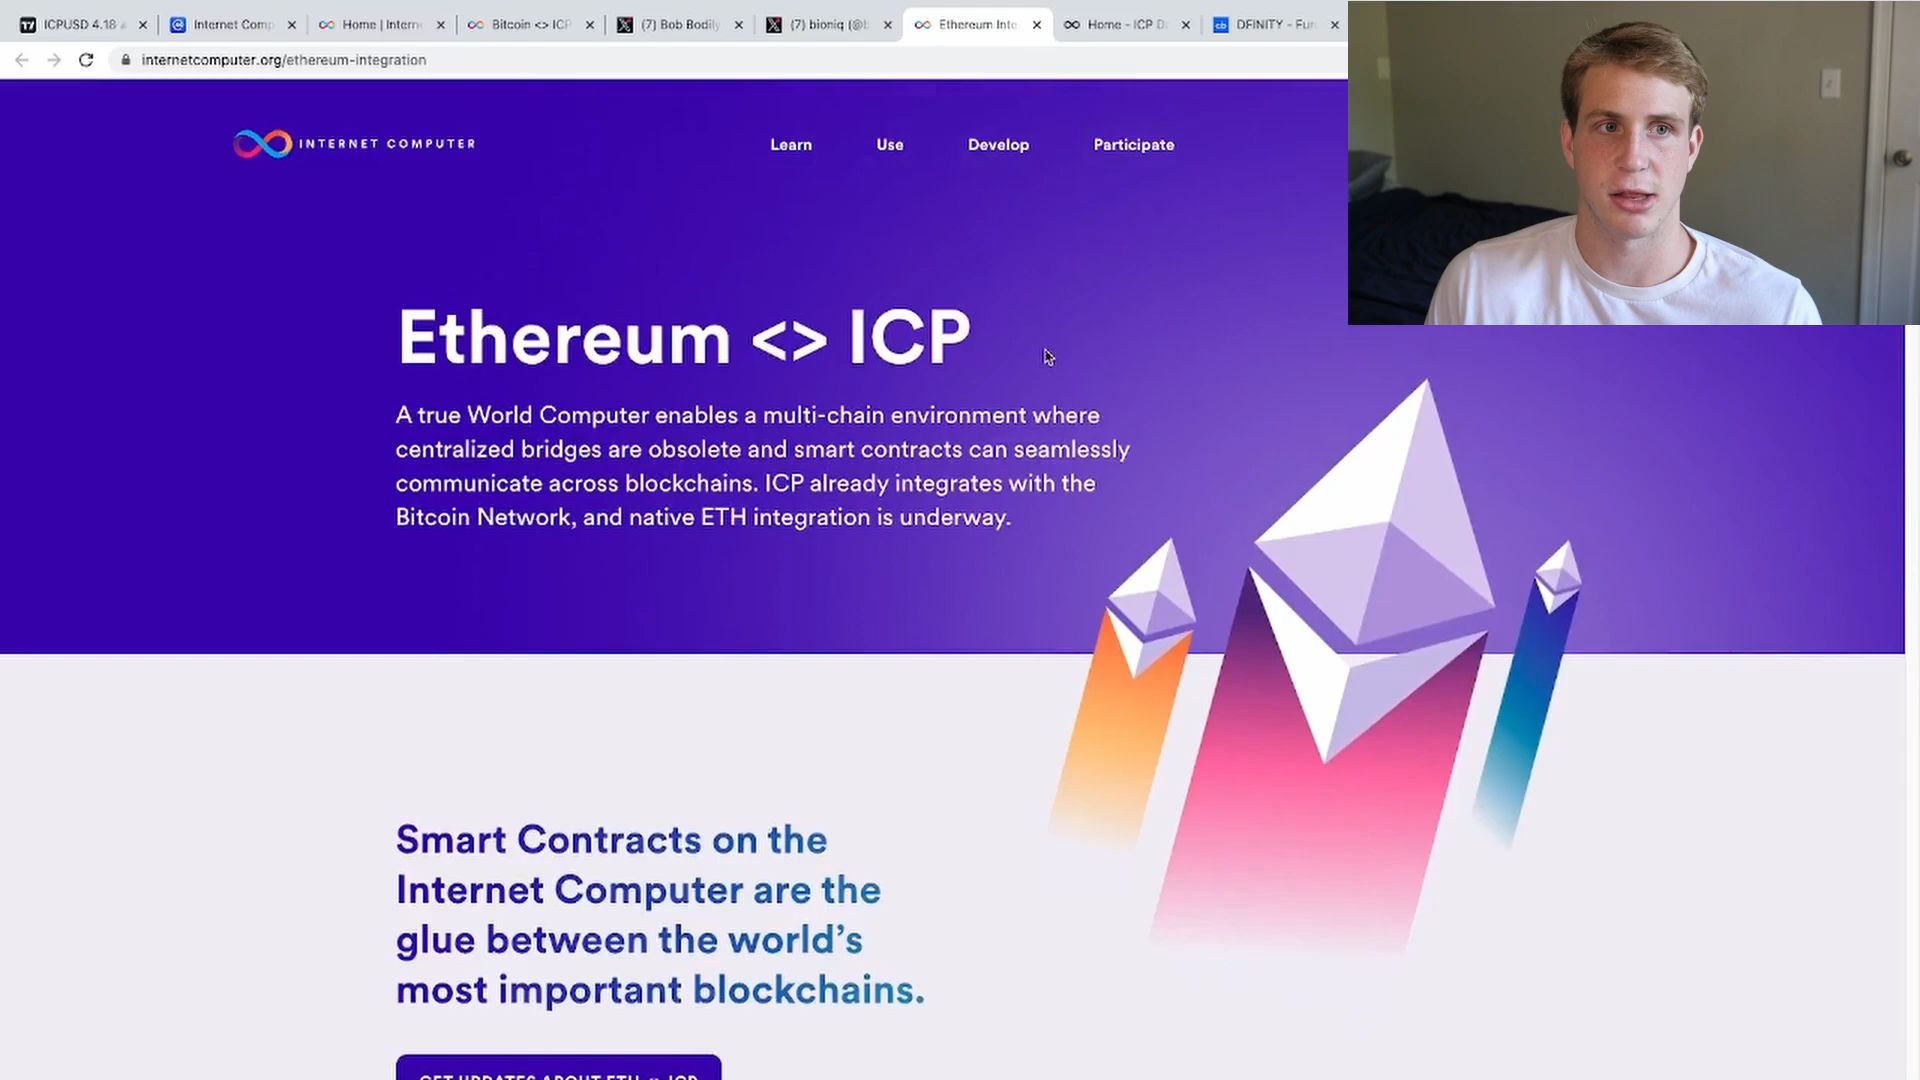 ICPUSD 4.18
Internet Comp
Home | Intern
Bitcoin <> ICP
(7) Bob Bodily
(7) bioniq (@b
Ethereum Inte
Home - ICP D
DFINITY - Fun
internetcomputer.org/ethereum-integration
INTERNET COMPUTER
Learn
Use
Develop
Participate
Ethereum <> ICP
A true World Computer enables a multi-chain environment where
centralized bridges are obsolete and smart contracts can seamlessly
communicate across blockchains. ICP already integrates with the
Bitcoin Network, and native ETH integration is underway.
Smart Contracts on the
Internet Computer are the
glue between the world’s
most important blockchains.
GET UPDATES ABOUT ETH <> ICP